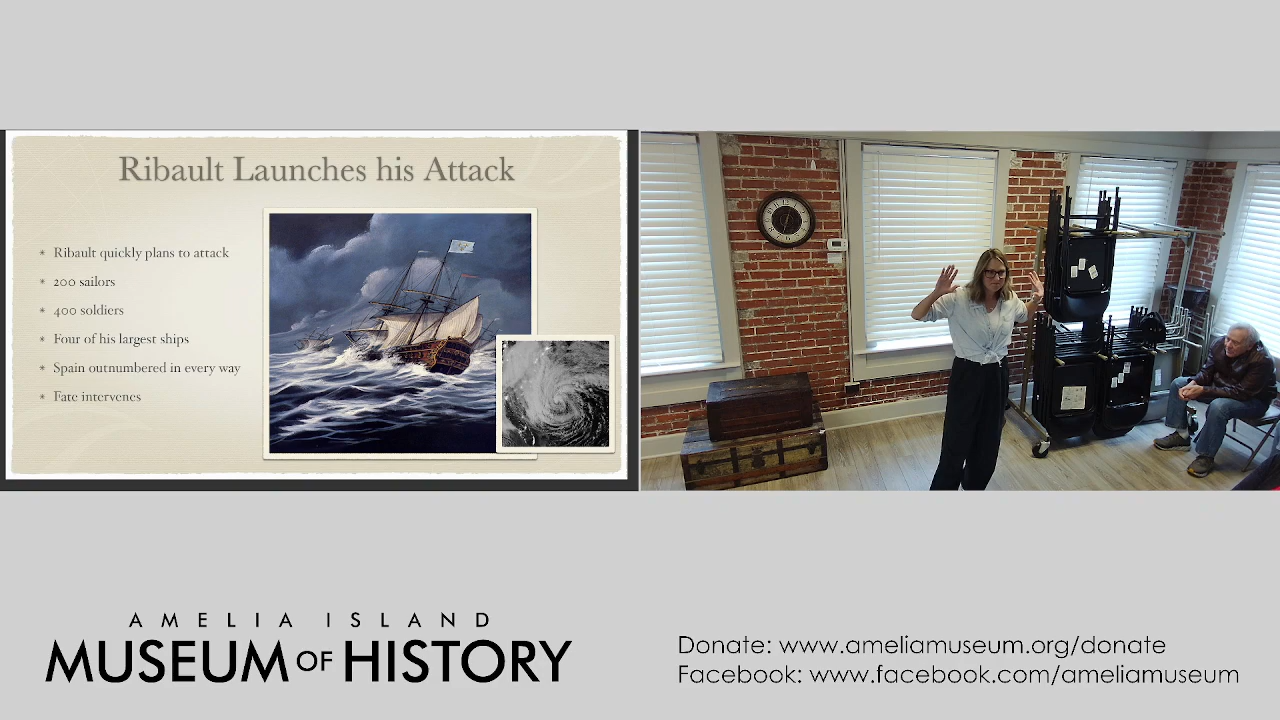 Ribault Launches his Attack
* Ribault quickly plans to attack
* 200 sailors
* 400 soldiers
* Four of his largest ships
* Spain outnumbered in every way
* Fate intervenes
AMELIA ISLAND
MUSEUM OF HISTORY
Donate: www.ameliamuseum.org/donate
Facebook: www.facebook.com/ameliamuseum